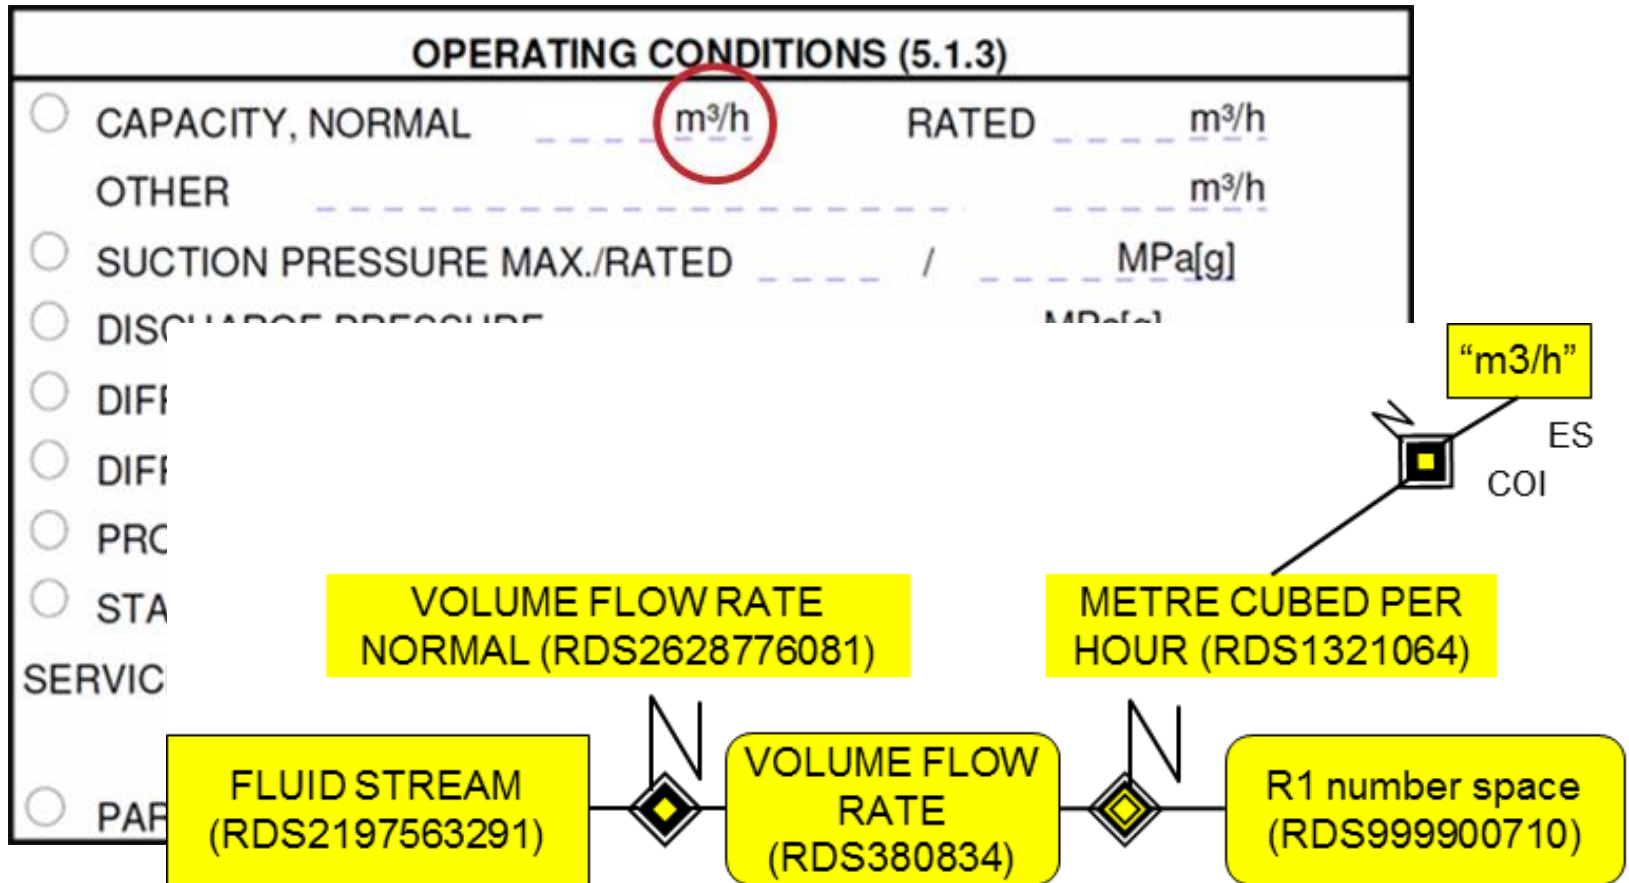 OPERATING CONDITIONS (5.1.3)
CAPACITY, NORMAL m³/h RATED m³/h
OTHER m³/h
SUCTION PRESSURE MAX./RATED / MPa[g]
"m3/h"
ES
COI
VOLUME FLOW RATE
NORMAL (RDS2628776081)
METRE CUBED PER
HOUR (RDS1321064)
FLUID STREAM
(RDS2197563291)
VOLUME FLOW
RATE
(RDS380834)
R1 number space
(RDS999900710)